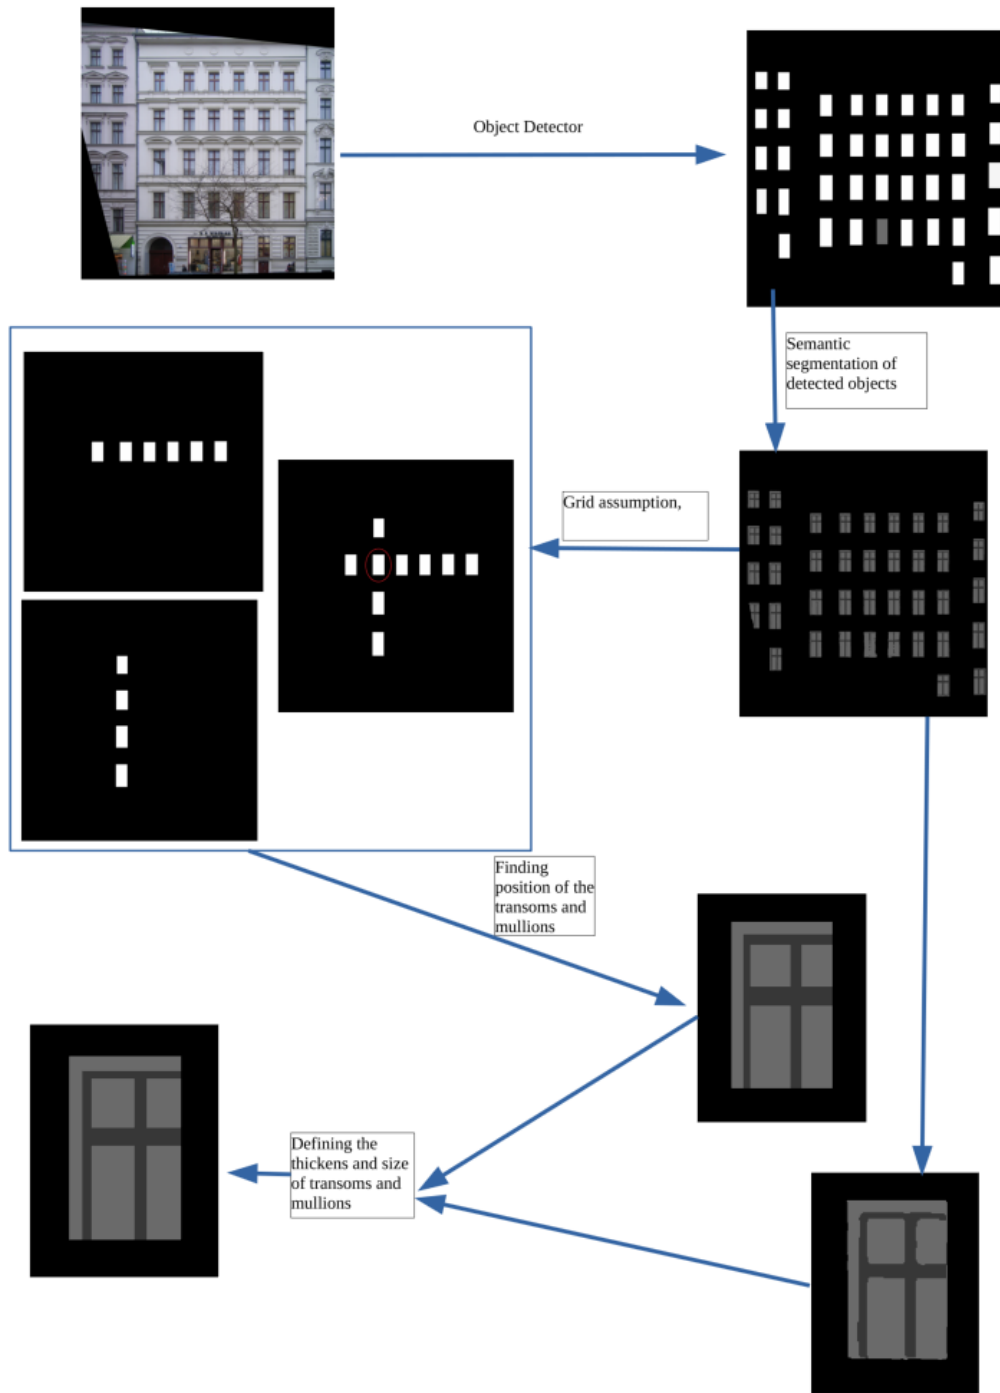 Object Detector
Semantic
segmentation of
detected objects
Grid assumption,
Finding
position of the
transoms and
mullions
Defining the
thickens and size
of transoms and
mullions